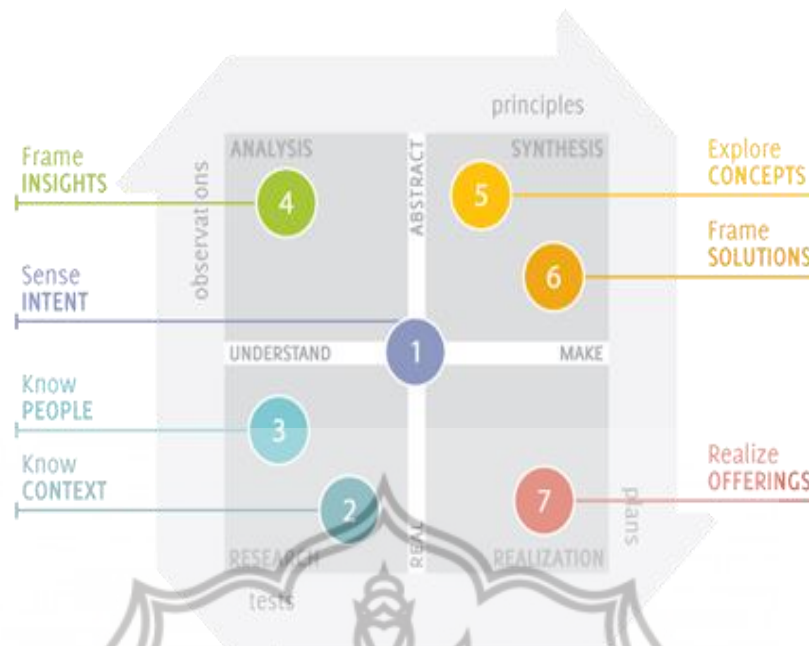 principles
ANALYSIS
ABSTRACT
SYNTHESIS
Frame
INSIGHTS
4
5
Explore
CONCEPTS
observations
Frame
SOLUTIONS
6
Sense
INTENT
UNDERSTAND
1
MAKE
Know
PEOPLE
3
Know
CONTEXT
2
7
Realize
OFFERINGS
plans
RESEARCH
REAL
REALIZATION
tests